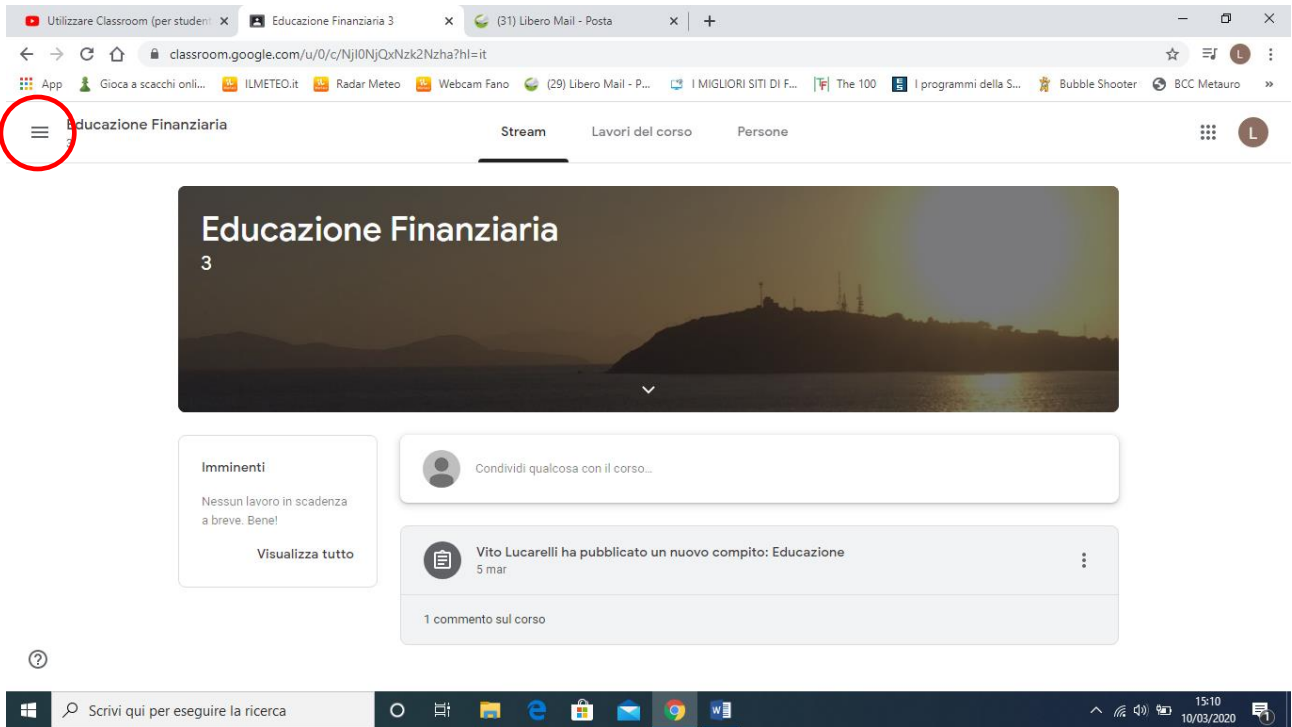 Utilizzare Classroom (per student
Educazione Finanziaria 3
(31) Libero Mail - Posta
classroom.google.com/u/0/c/NjI0NjQxNzk2Nzha?hl=it
L
App
Gioca a scacchi onli...
ILMETEO.it
Radar Meteo
Webcam Fano
(29) Libero Mail - P...
I MIGLIORI SITI DI F...
The 100
I programmi della S...
Bubble Shooter
BCC Metauro
»
Educazione Finanziaria
3
Stream
Lavori del corso
Persone
L
Educazione Finanziaria
3
Imminenti
Nessun lavoro in scadenza
a breve. Bene!
Visualizza tutto
Condividi qualcosa con il corso...
Vito Lucarelli ha pubblicato un nuovo compito: Educazione
5 mar
1 commento sul corso
Scrivi qui per eseguire la ricerca
15:10
10/03/2020
1